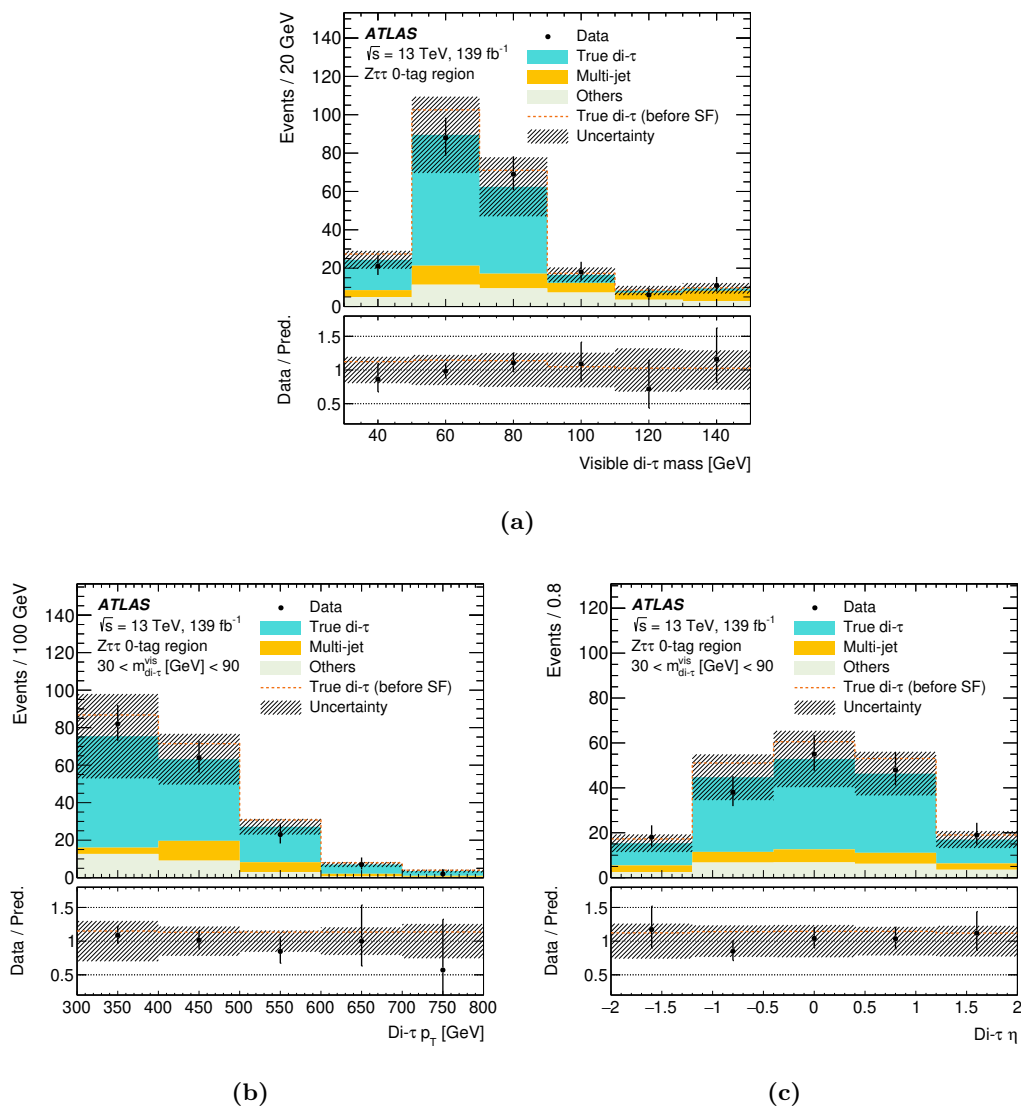 Events / 20 GeV
140
120
100
80
60
40
20
0
ATLAS
√s = 13 TeV, 139 fb⁻¹
Zττ 0-tag region
Data
True di-τ
Multi-jet
Others
True di-τ (before SF)
Uncertainty
Data / Pred.
1.5
1
0.5
40 60 80 100 120 140
Visible di-τ mass [GeV]
(a)
Events / 100 GeV
140
120
100
80
60
40
20
0
ATLAS
√s = 13 TeV, 139 fb⁻¹
Zττ 0-tag region
30 < m_{di-τ}^{vis} [GeV] < 90
Data
True di-τ
Multi-jet
Others
True di-τ (before SF)
Uncertainty
Data / Pred.
1.5
1
0.5
300 350 400 450 500 550 600 650 700 750 800
Di-τ p_T [GeV]
(b)
Events / 0.8
120
100
80
60
40
20
0
ATLAS
√s = 13 TeV, 139 fb⁻¹
Zττ 0-tag region
30 < m_{di-τ}^{vis} [GeV] < 90
Data
True di-τ
Multi-jet
Others
True di-τ (before SF)
Uncertainty
Data / Pred.
1.5
1
0.5
−2 −1.5 −1 −0.5 0 0.5 1 1.5 2
Di-τ η
(c)